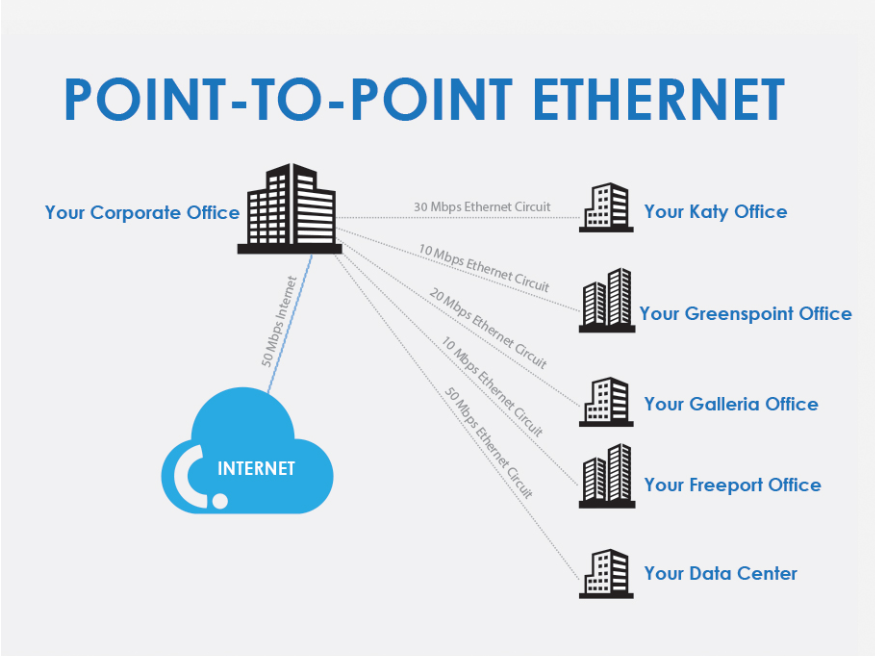 POINT-TO-POINT ETHERNET
Your Corporate Office
30 Mbps Ethernet Circuit
Your Katy Office
10 Mbps Ethernet Circuit
Your Greenspoint Office
50 Mbps Internet
20 Mbps Ethernet Circuit
Your Galleria Office
10 Mbps Ethernet Circuit
INTERNET
Your Freeport Office
50 Mbps Ethernet Circuit
Your Data Center